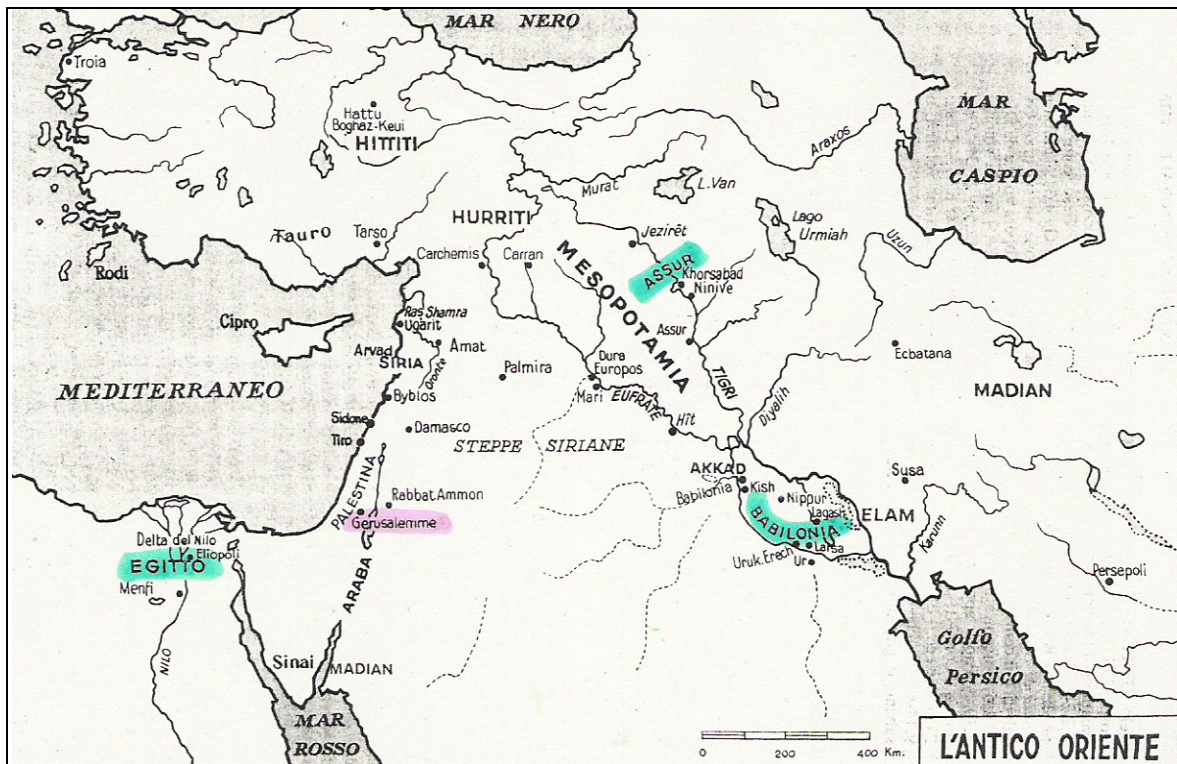 MAR NERO
Troia
Hattu
Boghaz-Keui
HITTITI
MAR
CASPIO
Araxos
Murat
L.Van
HURRITI
Tauro
Tarso
Jezirêt
Lago
Urmiah
Uzun
Carchemis
Carran
MESOPOTAMIA
ASSUR
Khorsabad
Ninive
Rodi
Cipro
Ras Shamra
Ugarit
Assur
Arvad
SIRIA
Amat
Oronte
Ecbatana
Palmira
Dura
Europos
Mari
EUFRATE
TIGRI
MEDITERRANEO
MADIAN
Byblos
Diyalih
Sidone
Tiro
Damasco
Hît
STEPPE SIRIANE
AKKAD
Babilonia
Kish
Nippur
Susa
PALESTINA
Rabbat Ammon
Lagash
ELAM
Gerusalemme
BABILONIA
Karunn
Delta del Nilo
Eliopoli
EGITTO
Uruk.Erech
Larsa
Ur
Menfi
ARABA
Persepoli
NILO
Sinai
MADIAN
Golfo
Persico
MAR
ROSSO
0 200 400 Km.
L'ANTICO ORIENTE